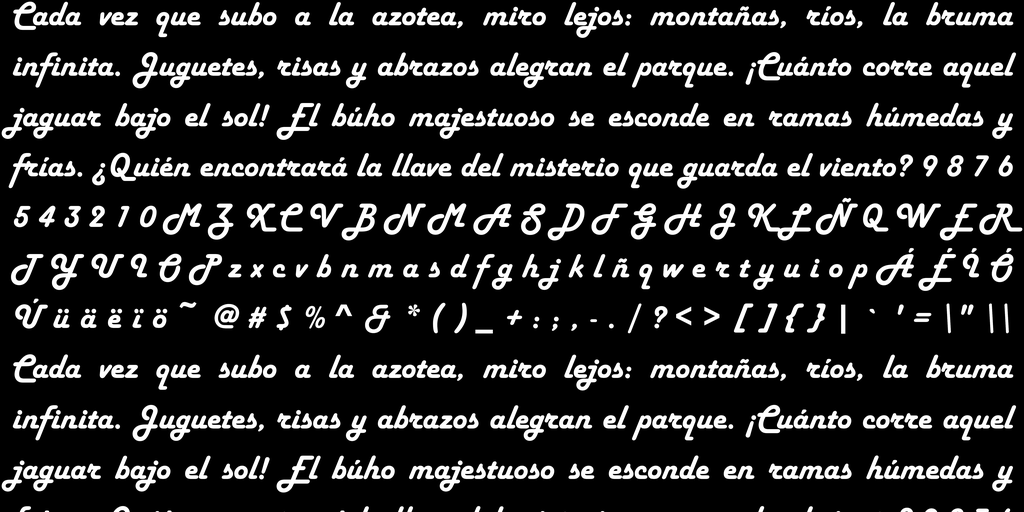 Cada vez que subo a la azotea, miro lejos: montañas, ríos, la bruma
infinita. Juguetes, risas y abrazos alegran el parque. ¡Cuánto corre aquel
jaguar bajo el sol! El búho majestuoso se esconde en ramas húmedas y
frías. ¿Quién encontrará la llave del misterio que guarda el viento? 9 8 7 6
5 4 3 2 1 0 M Z X C V B N M A S D F G H J K L Ñ Q W E R
T Y U I O P z x c v b n m a s d f g h j k l ñ q w e r t y u i o p Á É Í Ó
Ú ü ä ë ï ö ~ @ # $ % ^ & * ( ) _ + : ; , - . / ? < > [ ] { } | ` ' = \ " | |
Cada vez que subo a la azotea, miro lejos: montañas, ríos, la bruma
infinita. Juguetes, risas y abrazos alegran el parque. ¡Cuánto corre aquel
jaguar bajo el sol! El búho majestuoso se esconde en ramas húmedas y